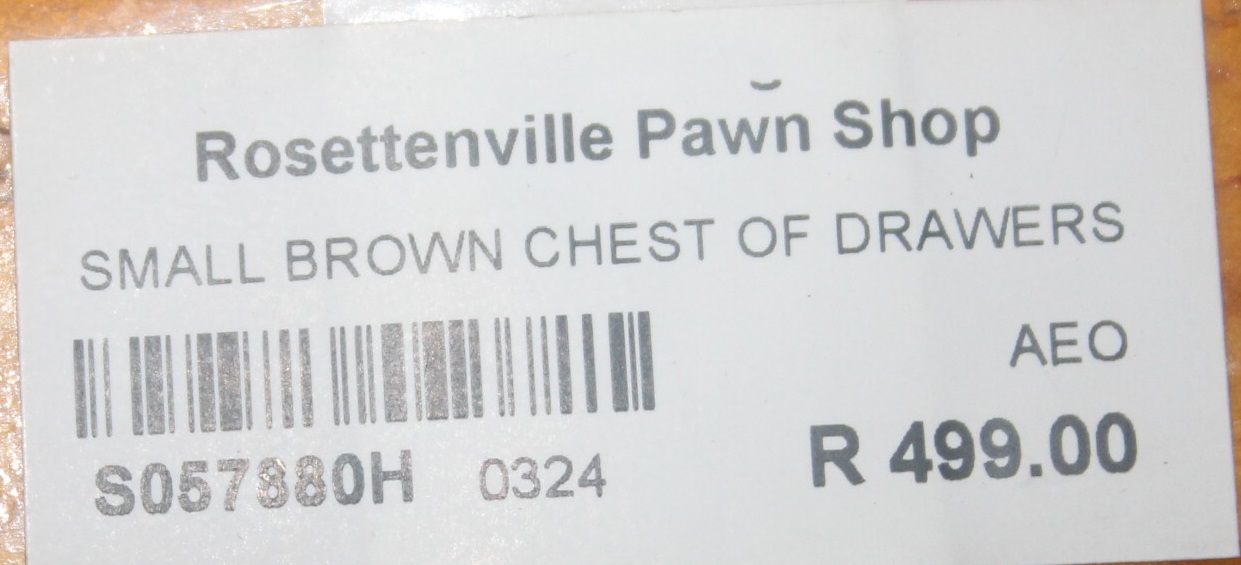 Rosettenville Pawn Shop
SMALL BROWN CHEST OF DRAWERS
AEO
S057880H 0324 R 499.00